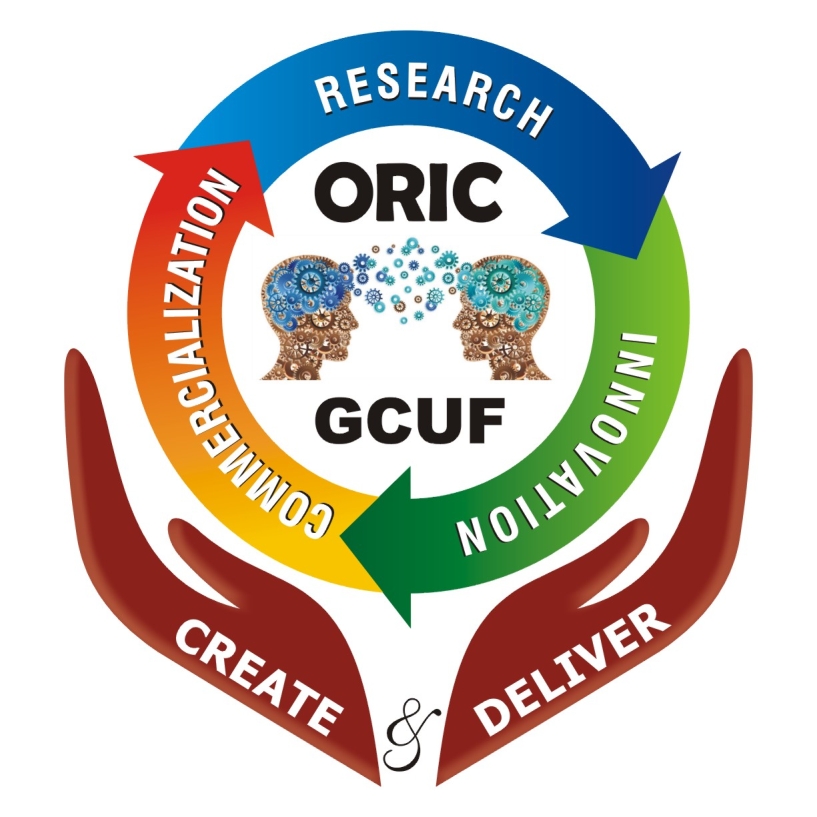 RESEARCH
ORIC
GCUF
INNOVATION
COMMERCIALIZATION
CREATE
&
DELIVER